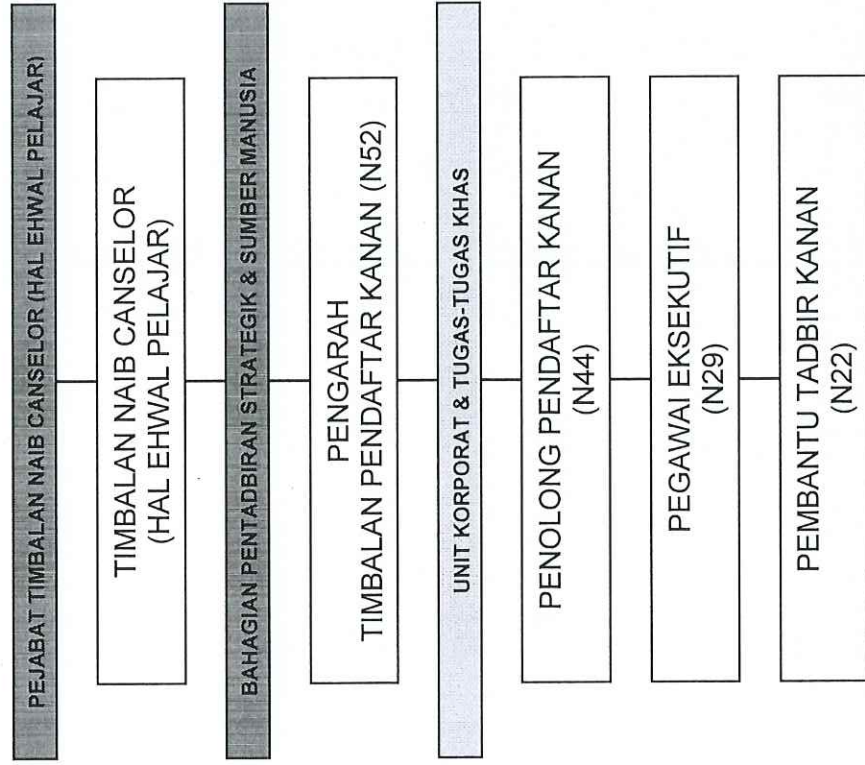 PEJABAT TIMBALAN NAIB CANSELOR (HAL EHWAL PELAJAR)
TIMBALAN NAIB CANSELOR
(HAL EHWAL PELAJAR)
BAHAGIAN PENTADBIRAN STRATEGIK & SUMBER MANUSIA
PENGARAH
TIMBALAN PENDAFTAR KANAN (N52)
UNIT KORPORAT & TUGAS-TUGAS KHAS
PENOLONG PENDAFTAR KANAN
(N44)
PEGAWAI EKSEKUTIF
(N29)
PEMBANTU TADBIR KANAN
(N22)